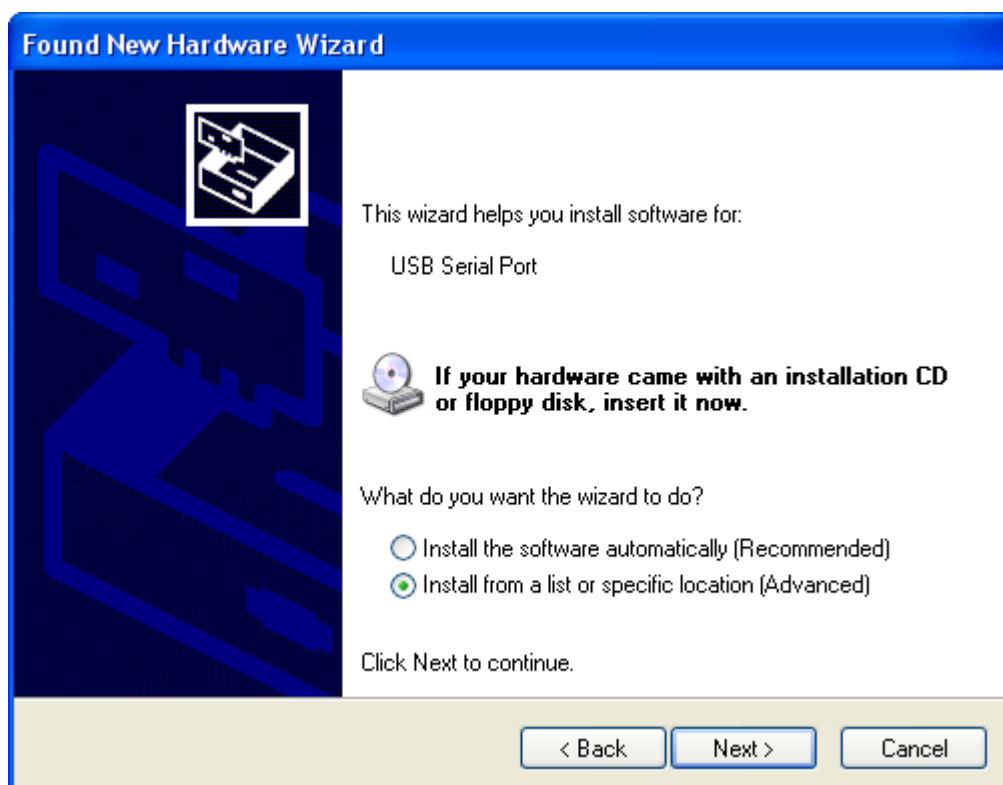 Found New Hardware Wizard
This wizard helps you install software for:
USB Serial Port
If your hardware came with an installation CD
or floppy disk, insert it now.
What do you want the wizard to do?
Install the software automatically (Recommended)
Install from a list or specific location (Advanced)
Click Next to continue.
< Back Next > Cancel